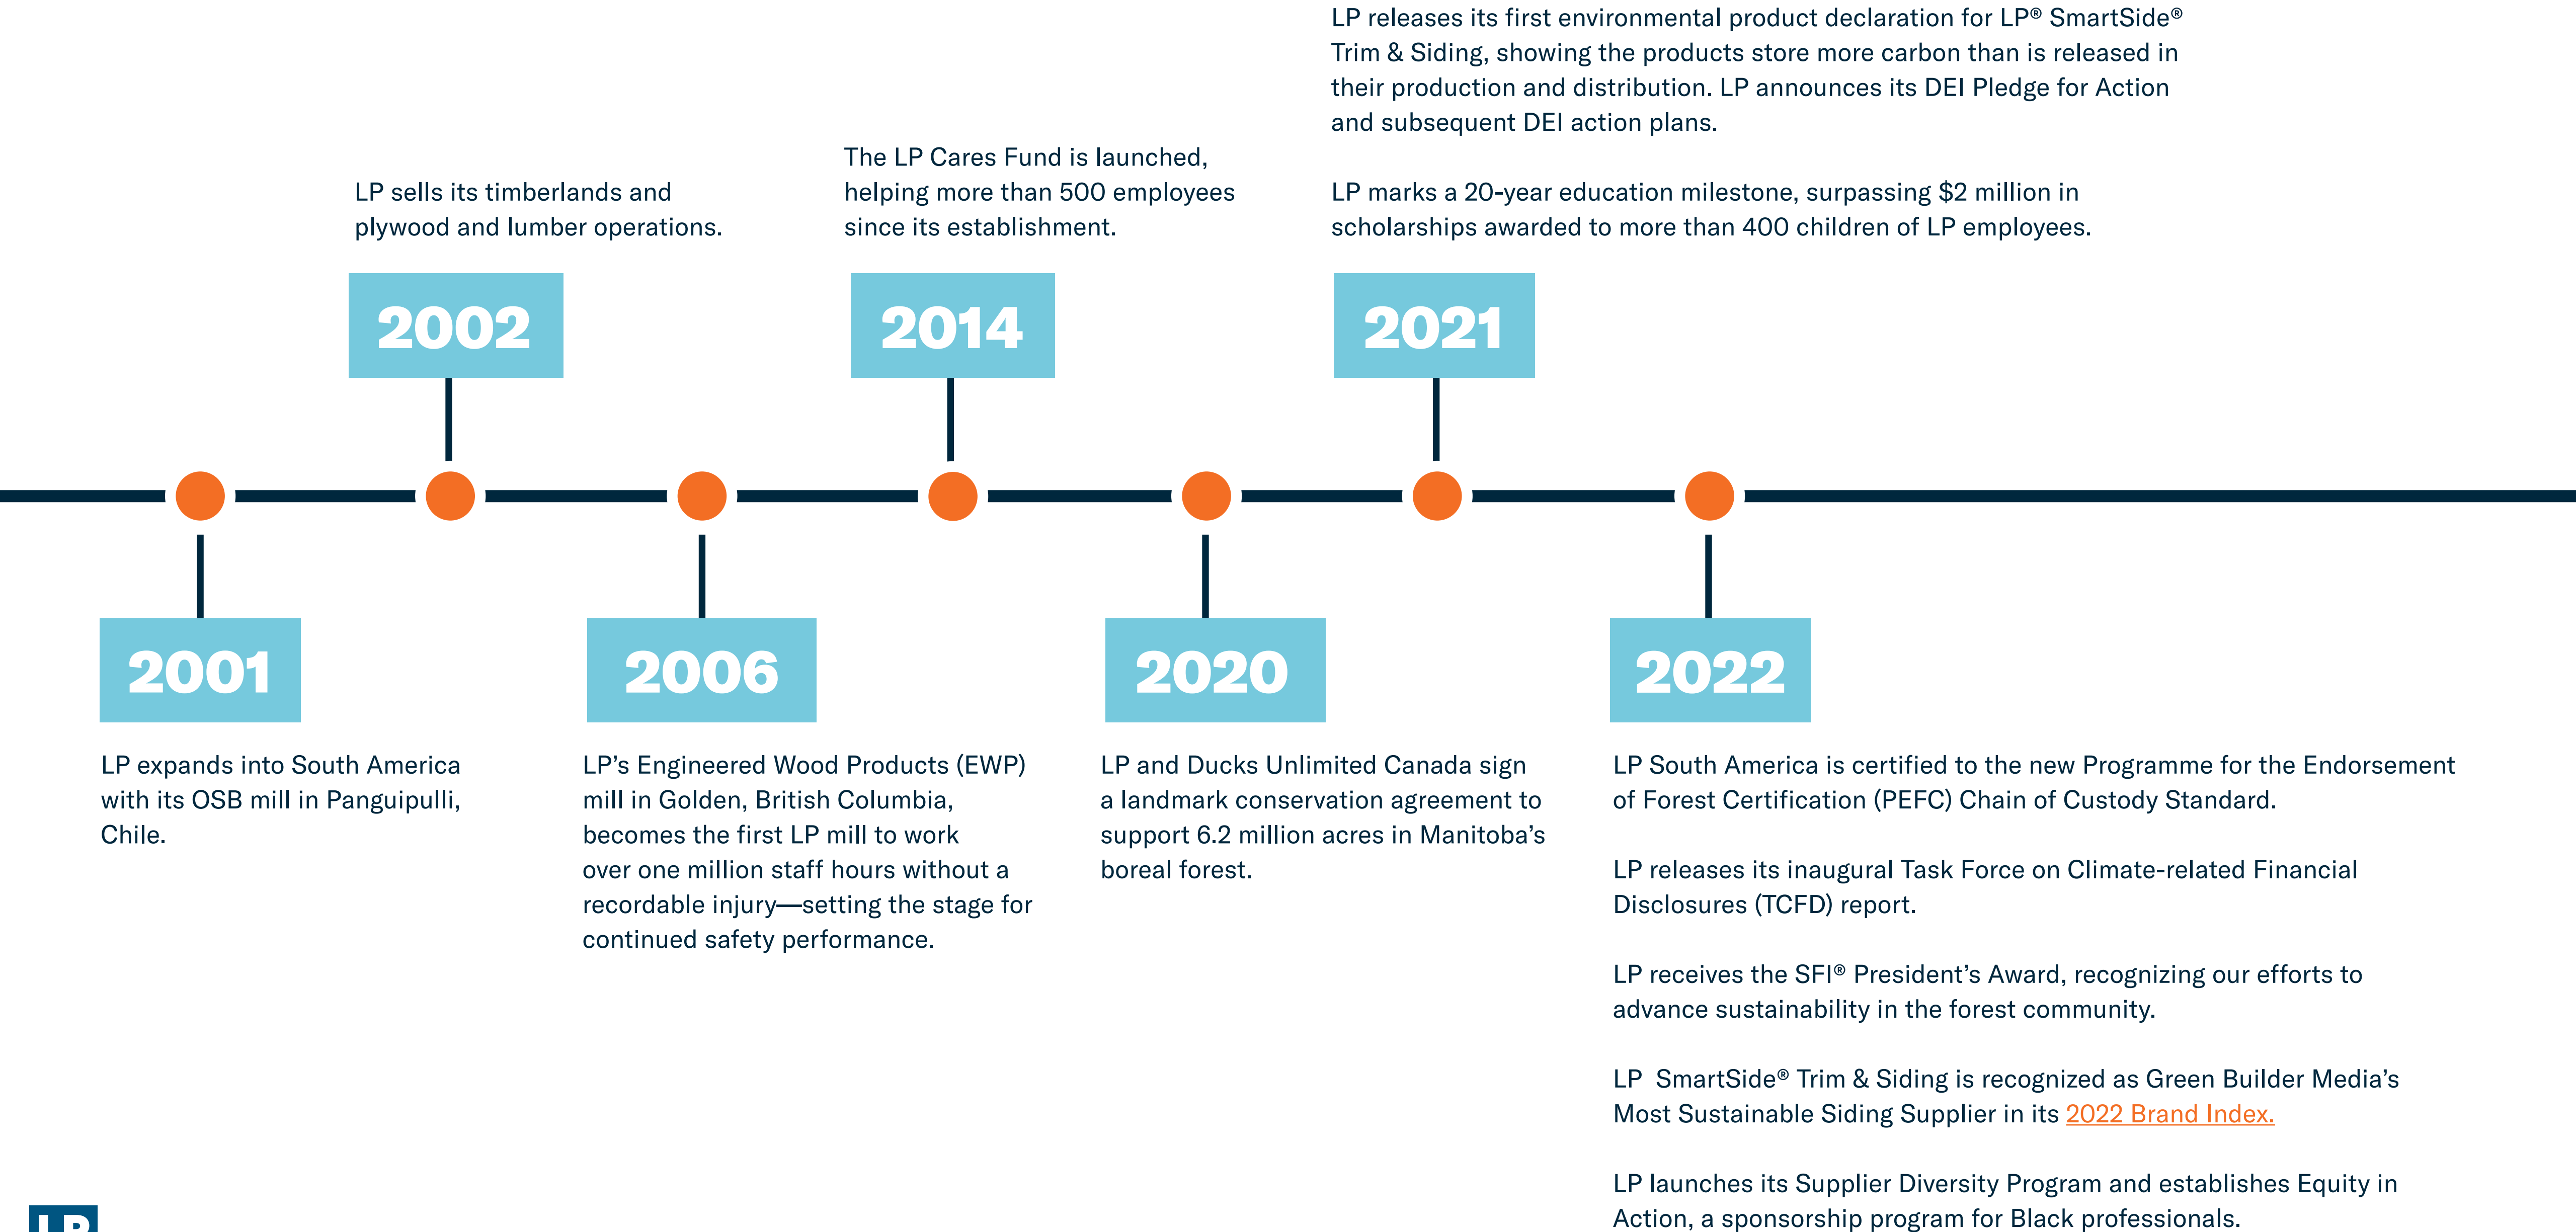 LP releases its first environmental product declaration for LP® SmartSide®
Trim & Siding, showing the products store more carbon than is released in
their production and distribution. LP announces its DEI Pledge for Action
and subsequent DEI action plans.
LP marks a 20-year education milestone, surpassing $2 million in
scholarships awarded to more than 400 children of LP employees.
The LP Cares Fund is launched,
helping more than 500 employees
since its establishment.
LP sells its timberlands and
plywood and lumber operations.
2002
2014
2021
2001
2006
2020
2022
LP expands into South America
with its OSB mill in Panguipulli,
Chile.
LP’s Engineered Wood Products (EWP)
mill in Golden, British Columbia,
becomes the first LP mill to work
over one million staff hours without a
recordable injury—setting the stage for
continued safety performance.
LP and Ducks Unlimited Canada sign
a landmark conservation agreement to
support 6.2 million acres in Manitoba’s
boreal forest.
LP South America is certified to the new Programme for the Endorsement
of Forest Certification (PEFC) Chain of Custody Standard.
LP releases its inaugural Task Force on Climate-related Financial
Disclosures (TCFD) report.
LP receives the SFI® President’s Award, recognizing our efforts to
advance sustainability in the forest community.
LP  SmartSide® Trim & Siding is recognized as Green Builder Media’s
Most Sustainable Siding Supplier in its 2022 Brand Index.
LP launches its Supplier Diversity Program and establishes Equity in
Action, a sponsorship program for Black professionals.
LP